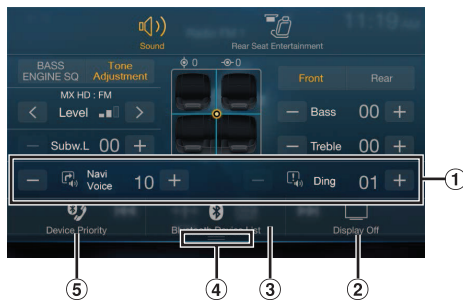 11:19
Sound
Rear Seat Entertainment
BASS
ENGINE SQ
Tone
Adjustment
0
0
Front
Rear
MX HD : FM
Level
Bass
00
Subw.L
00
Treble
00
Navi
Voice
10
Ding
01
1
Device Priority
Bluetooth Device List
Display Off
5
4
3
2